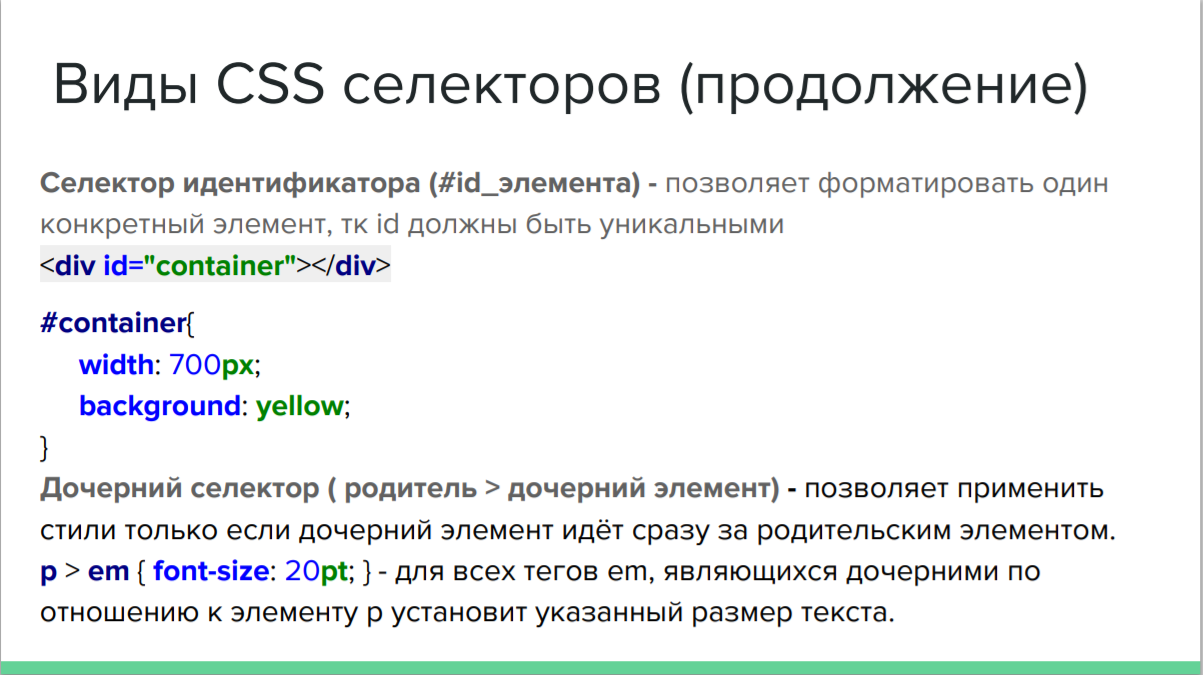 Виды CSS селекторов (продолжение)
Селектор идентификатора (#id_элемента) - позволяет форматировать один
конкретный элемент, тк id должны быть уникальными
<div id="container"></div>
#container{
width: 700px;
background: yellow;
}
Дочерний селектор ( родитель > дочерний элемент) - позволяет применить
стили только если дочерний элемент идёт сразу за родительским элементом.
p > em { font-size: 20pt; } - для всех тегов em, являющихся дочерними по
отношению к элементу p установит указанный размер текста.